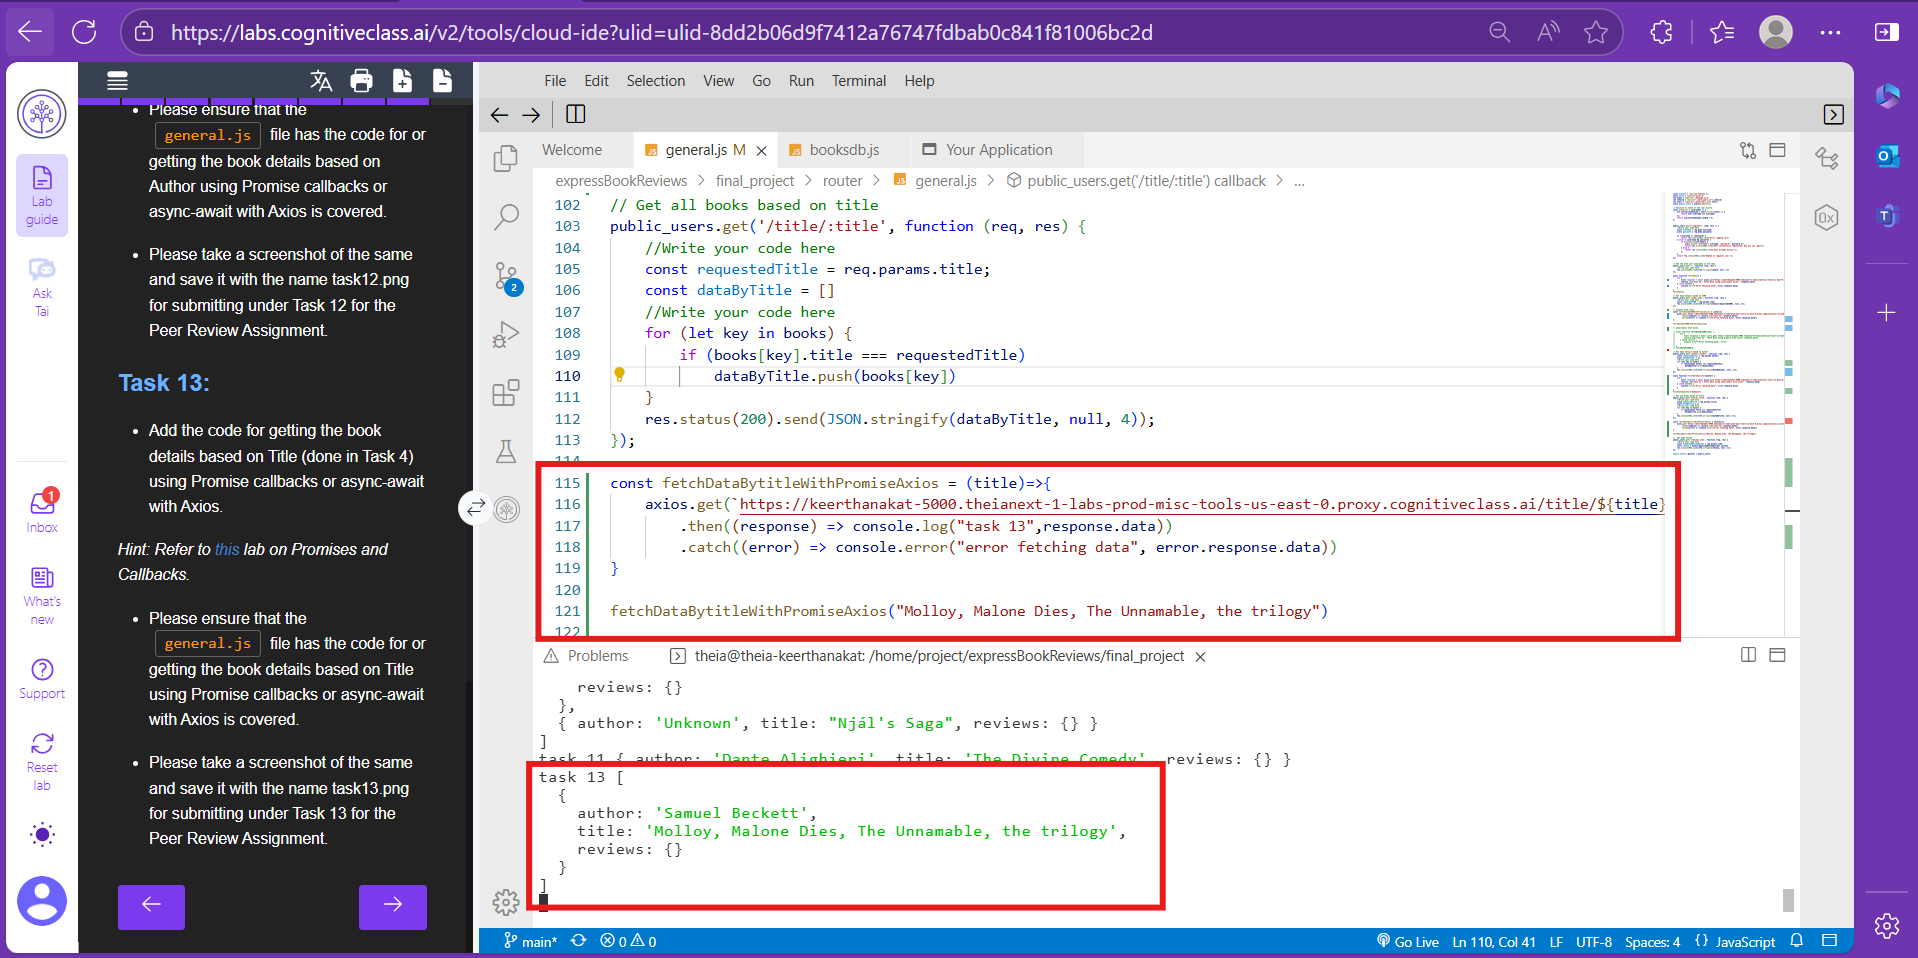 https://labs.cognitiveclass.ai/v2/tools/cloud-ide?ulid=ulid-8dd2b06d9f7412a76747fdbab0c841f81006bc2d
Lab
guide
Ask
Tai
1
Inbox
What's
new
Support
Reset
lab
Please ensure that the
general.js file has the code for or
getting the book details based on
Author using Promise callbacks or
async-await with Axios is covered.
Please take a screenshot of the same
and save it with the name task12.png
for submitting under Task 12 for the
Peer Review Assignment.
Task 13:
Add the code for getting the book
details based on Title (done in Task 4)
using Promise callbacks or async-await
with Axios.
Hint: Refer to this lab on Promises and
Callbacks.
Please ensure that the
general.js file has the code for or
getting the book details based on Title
using Promise callbacks or async-await
with Axios is covered.
Please take a screenshot of the same
and save it with the name task13.png
for submitting under Task 13 for the
Peer Review Assignment.
File Edit Selection View Go Run Terminal Help
Welcome JS general.js M JS booksdb.js Your Application
expressBookReviews > final_project > router > JS general.js > public_users.get('/title/:title') callback > ...
2
102 // Get all books based on title
103 public_users.get('/title/:title', function (req, res) {
104 //Write your code here
105 const requestedTitle = req.params.title;
106 const dataByTitle = []
107 //Write your code here
108 for (let key in books) {
109 if (books[key].title === requestedTitle)
110 dataByTitle.push(books[key])
111 }
112 res.status(200).send(JSON.stringify(dataByTitle, null, 4));
113 });
114
115 const fetchDataBytitleWithPromiseAxios = (title)=>{
116 axios.get(`https://keerthanakat-5000.theianext-1-labs-prod-misc-tools-us-east-0.proxy.cognitiveclass.ai/title/${title}
117 .then((response) => console.log("task 13",response.data))
118 .catch((error) => console.error("error fetching data", error.response.data))
119 }
120
121 fetchDataBytitleWithPromiseAxios("Molloy, Malone Dies, The Unnamable, the trilogy")
122
Problems theia@theia-keerthanakat: /home/project/expressBookReviews/final_project
reviews: {}
},
{ author: 'Unknown', title: "Njál's Saga", reviews: {} }
]
task 11 { author: 'Dante Alighieri', title: 'The Divine Comedy', reviews: {} }
task 13 [
{
author: 'Samuel Beckett',
title: 'Molloy, Malone Dies, The Unnamable, the trilogy',
reviews: {}
}
]
main* 0 0 Go Live Ln 110, Col 41 LF UTF-8 Spaces: 4 {} JavaScript